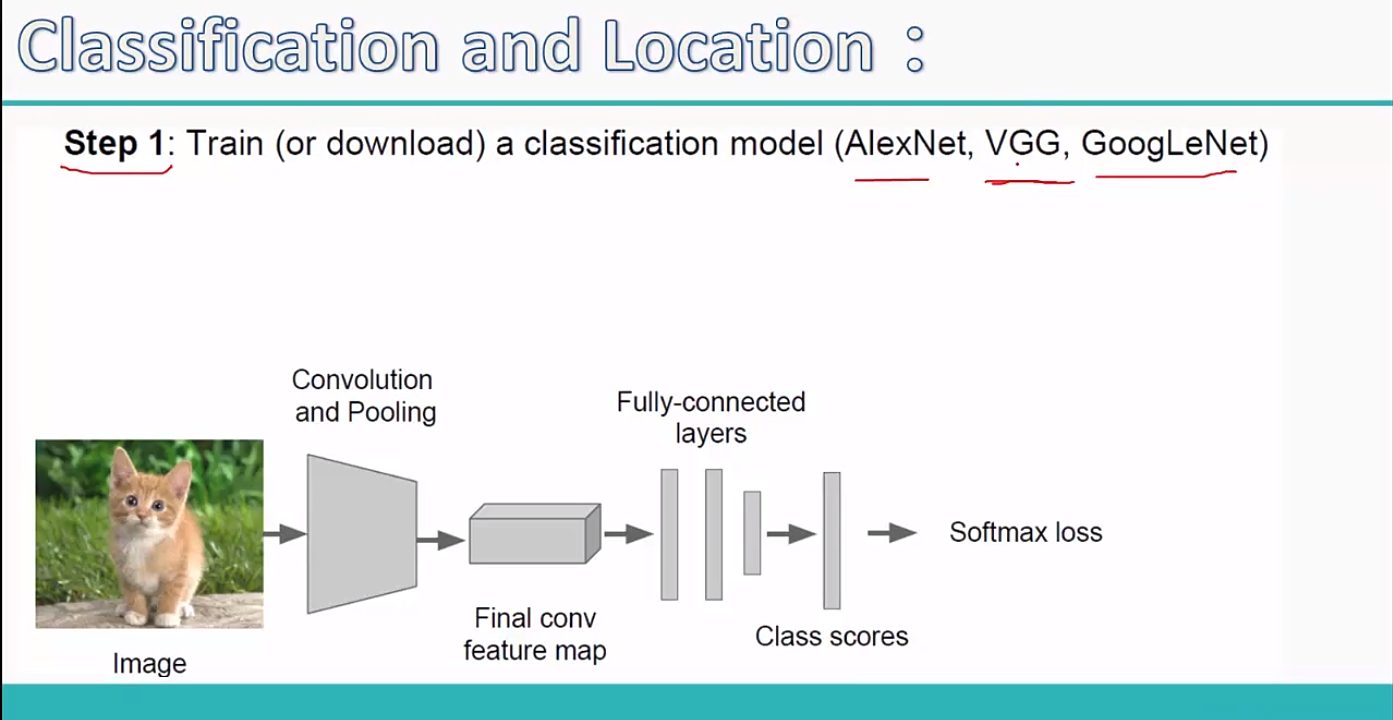 Classification and Location :
Step 1: Train (or download) a classification model (AlexNet, VGG, GoogLeNet)
Convolution
and Pooling
Fully-connected
layers
Softmax loss
Final conv
feature map
Class scores
Image